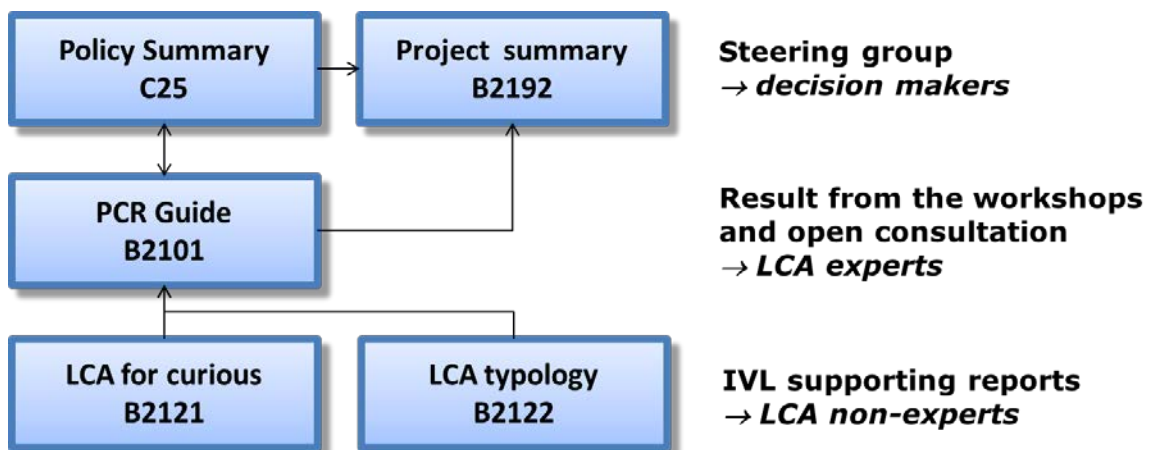 Policy Summary
C25
Project summary
B2192
Steering group
→ decision makers
PCR Guide
B2101
Result from the workshops
and open consultation
→ LCA experts
LCA for curious
B2121
LCA typology
B2122
IVL supporting reports
→ LCA non-experts